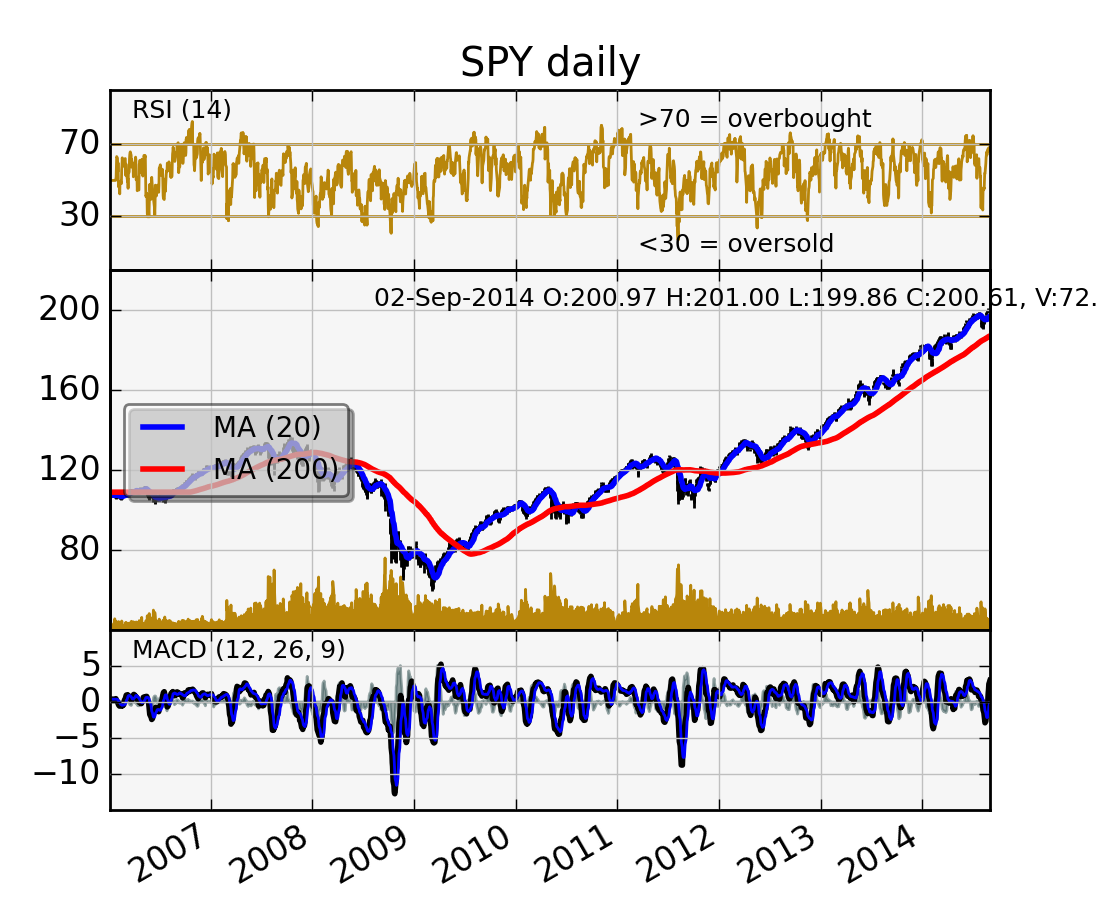 SPY daily
RSI (14)
>70 = overbought
70
30
<30 = oversold
02-Sep-2014 O:200.97 H:201.00 L:199.86 C:200.61, V:72.
200
160
MA (20)
MA (200)
120
80
MACD (12, 26, 9)
5
0
−5
−10
2007 2008 2009 2010 2011 2012 2013 2014